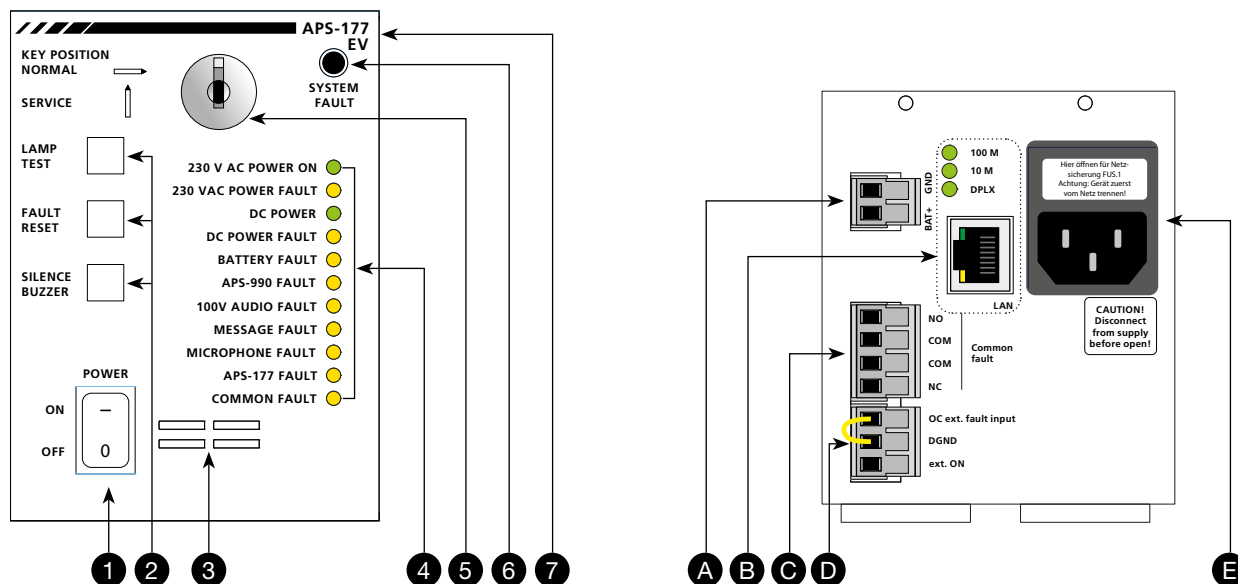 APS-177
EV
KEY POSITION
NORMAL
SERVICE
SYSTEM
FAULT
LAMP
TEST
FAULT
RESET
SILENCE
BUZZER
230 V AC POWER ON
230 VAC POWER FAULT
DC POWER
DC POWER FAULT
BATTERY FAULT
APS-990 FAULT
100V AUDIO FAULT
MESSAGE FAULT
MICROPHONE FAULT
APS-177 FAULT
COMMON FAULT
POWER
ON
–
OFF
0
1
2
3
4
5
6
7
100 M
10 M
DPLX
GND
BAT+
LAN
Hier öffnen für Netz-
sicherung FUS.1
Achtung: Gerät zuerst
vom Netz trennen!
CAUTION!
Disconnect
from supply
before open!
NO
COM
COM
NC
Common
fault
OC ext. fault input
DGND
ext. ON
A
B
C
D
E